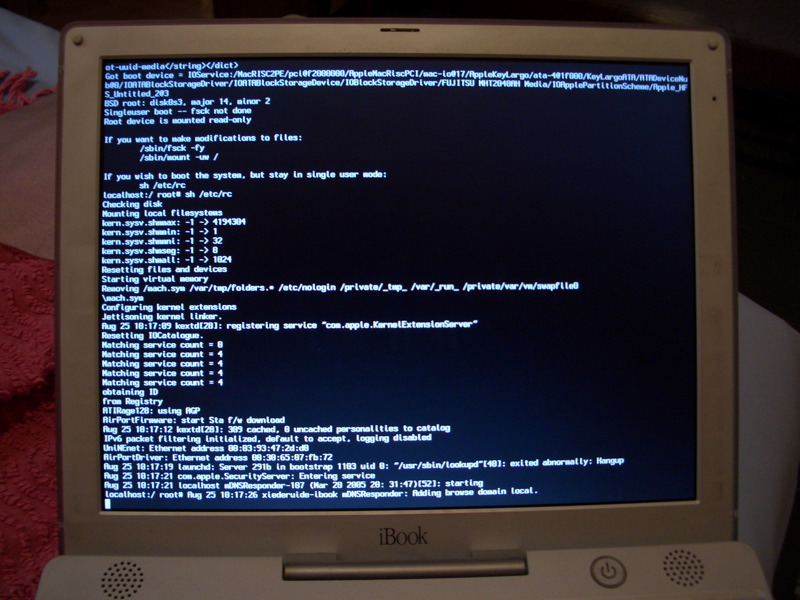 ot-uuid-media</string></dict>
Got boot device = IOService:/MacRISC2PE/pci@f2000000/AppleMacRiscPCI/mac-io@17/AppleKeyLargo/ata-4@1f000/KeyLargoATA/ATADeviceNu
b@0/IOATABlockStorageDriver/IOATABlockStorageDevice/IOBlockStorageDriver/FUJITSU MHT2040AH Media/IOApplePartitionScheme/Apple_HF
S_Untitled_2@3
BSD root: disk0s3, major 14, minor 2
Singleuser boot -- fsck not done
Root device is mounted read-only
If you want to make modifications to files:
/sbin/fsck -fy
/sbin/mount -uw /
If you wish to boot the system, but stay in single user mode:
sh /etc/rc
localhost:/ root# sh /etc/rc
Checking disk
Mounting local filesystems
kern.sysv.shmmax: -1 -> 4194304
kern.sysv.shmmin: -1 -> 1
kern.sysv.shmmni: -1 -> 32
kern.sysv.shmseg: -1 -> 8
kern.sysv.shmall: -1 -> 1024
Resetting files and devices
Starting virtual memory
Removing /mach.sym /var/tmp/folders.* /etc/nologin /private/_tmp_ /var/_run_ /private/var/vm/swapfile0
\mach.sym
Configuring kernel extensions
Jettisoning kernel linker.
Aug 25 10:17:09 kextd[28]: registering service "com.apple.KernelExtensionServer"
Resetting IOCatalogue.
Matching service count = 0
Matching service count = 4
Matching service count = 4
Matching service count = 4
Matching service count = 4
obtaining ID
from Registry
ATIRage128: using AGP
AirPortFirmware: start Sta f/w download
Aug 25 10:17:12 kextd[28]: 309 cached, 0 uncached personalities to catalog
IPv6 packet filtering initialized, default to accept, logging disabled
UniNEnet: Ethernet address 00:03:93:47:2d:d0
AirPortDriver: Ethernet address 00:30:65:07:fb:72
Aug 25 10:17:19 launchd: Server 291b in bootstrap 1103 uid 0: "/usr/sbin/lookupd"[48]: exited abnormally: Hangup
Aug 25 10:17:21 com.apple.SecurityServer: Entering service
Aug 25 10:17:21 localhost mDNSResponder-107 (Mar 20 2005 20: 31:47)[52]: starting
localhost:/ root# Aug 25 10:17:26 xiederuide-ibook mDNSResponder: Adding browse domain local.
iBook